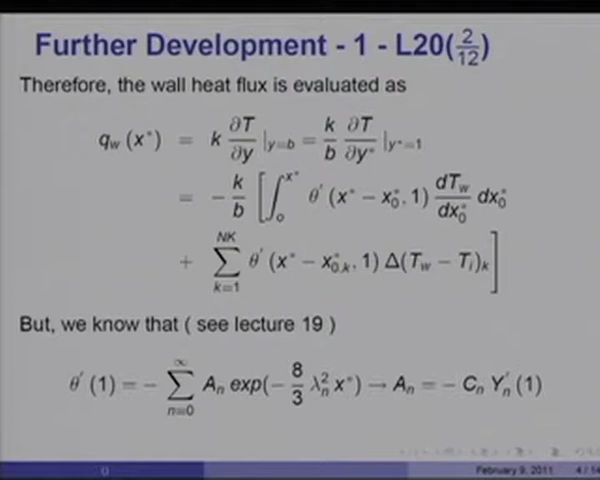 Further Development - 1 - L20(2/12)
Therefore, the wall heat flux is evaluated as
q_w (x*) = k ∂T/∂y |y=b = k/b ∂T/∂y* |y*=1
= − k/b [ ∫_o^x* θ′ (x* − x*_0, 1) dT_w/dx*_0 dx*_0
+ ∑_{k=1}^{NK} θ′ (x* − x*_{0,k}, 1) Δ(T_w − T_i)_k ]
But, we know that ( see lecture 19 )
θ′ (1) = − ∑_{n=0}^∞ A_n exp(− 8/3 λ_n^2 x*) → A_n = − C_n Y′_n (1)
()
February 9, 2011 4 / 14